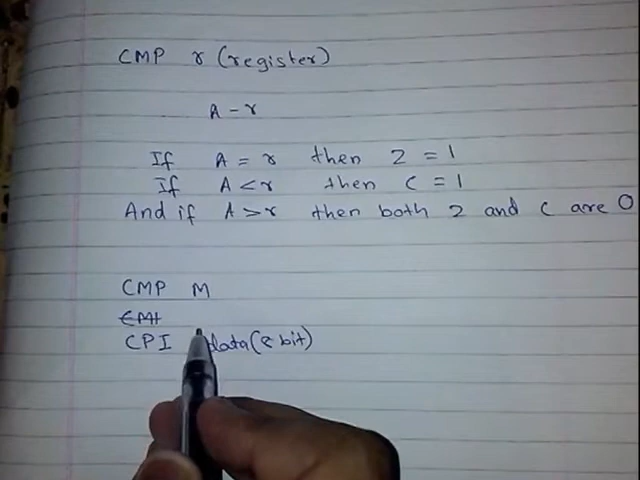 CMP r (register)
A - r
If A = r then Z = 1
If A < r then C = 1
And if A > r then both Z and C are 0
CMP M
CMI
CPI data (8 bit)